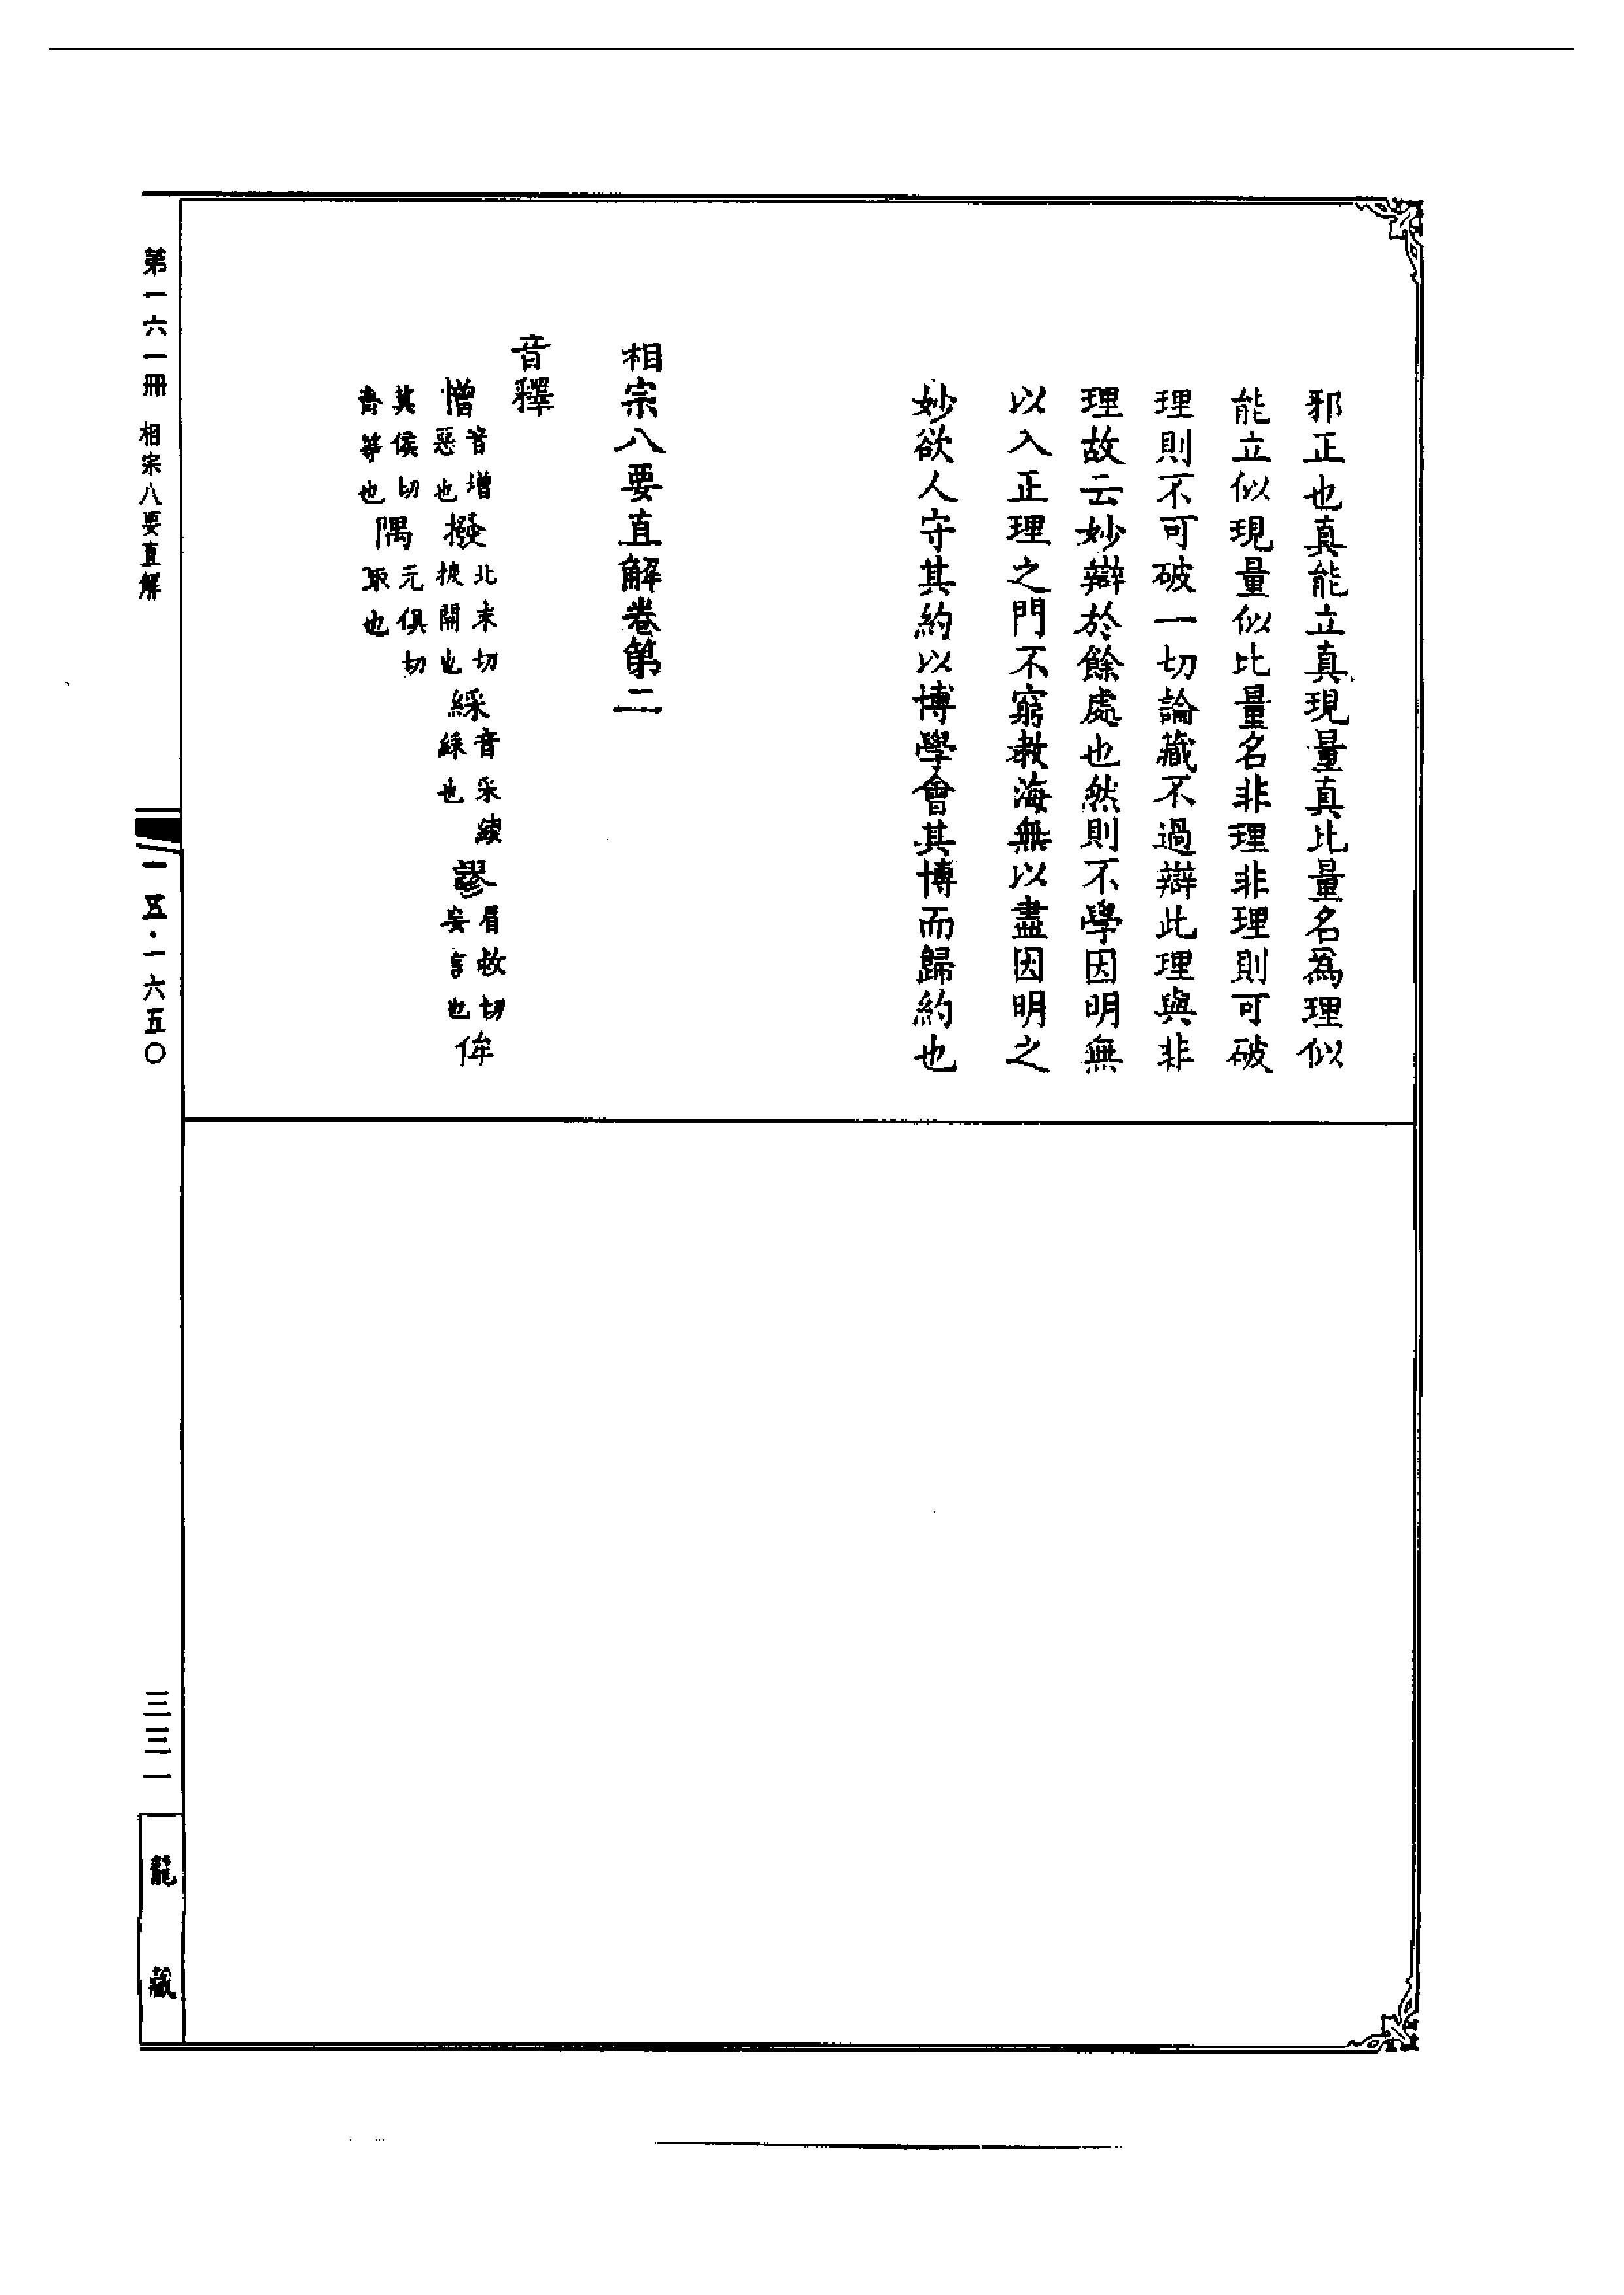 邪正也真能立真現量真比量名為理似
能立似現量似比量名非理非理則可破
理則不可破一切論藏不過辯此理與非
理故云妙辯於餘處也然則不學因明無
以入正理之門不窮教海無以盡因明之
妙欲人守其約以博學會其博而歸約也
相宗八要直解卷第二
音釋
憎音增惡也撥北末切挨開也綵音采綾綵也謬眉救切妄言也侔
莫侯切齊等也隅元俱切陬也
第一六一冊 相宗八要直解
一五·一六五〇
三三一
龍藏